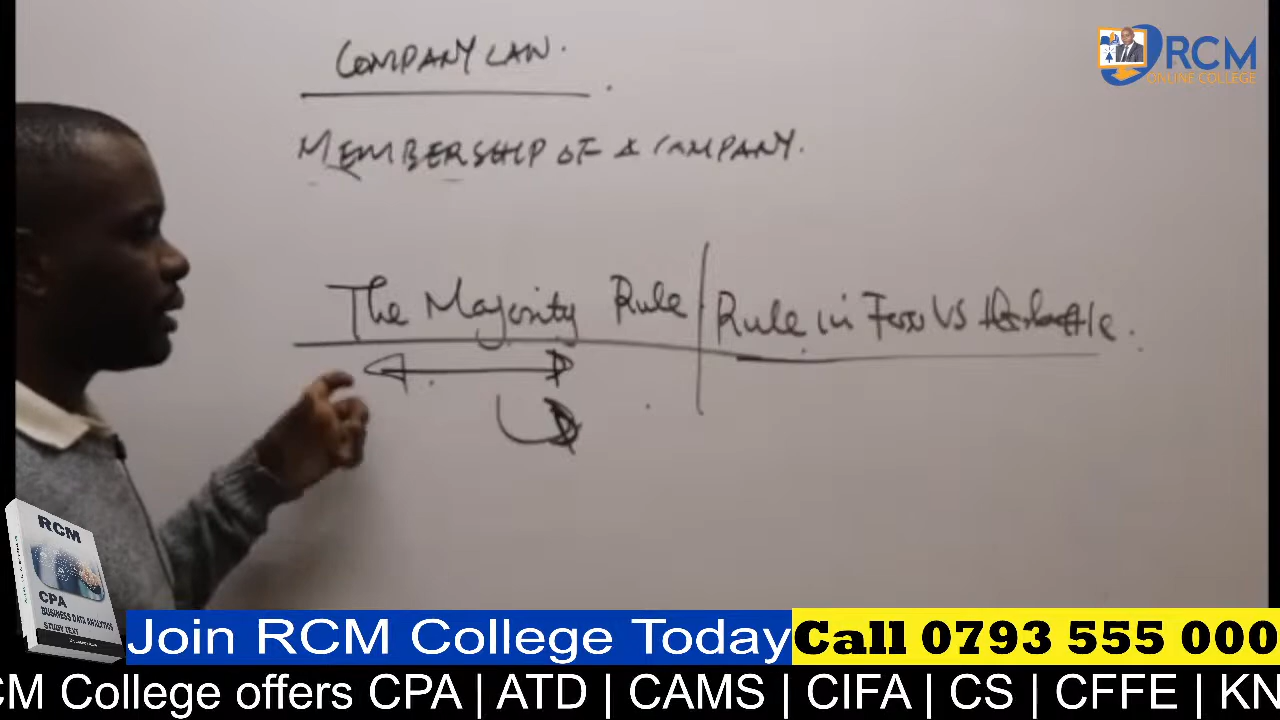 COMPANY LAW.
RCM
ONLINE COLLEGE
MEMBERSHIP OF A COMPANY.
The Majority Rule Rule in Foss VS Harbottle.
RCM
CPA
BUSINESS DATA ANALYTICS
STUDY TEXT
Join RCM College Today Call 0793 555 000
CM College offers CPA | ATD | CAMS | CIFA | CS | CFFE | KN